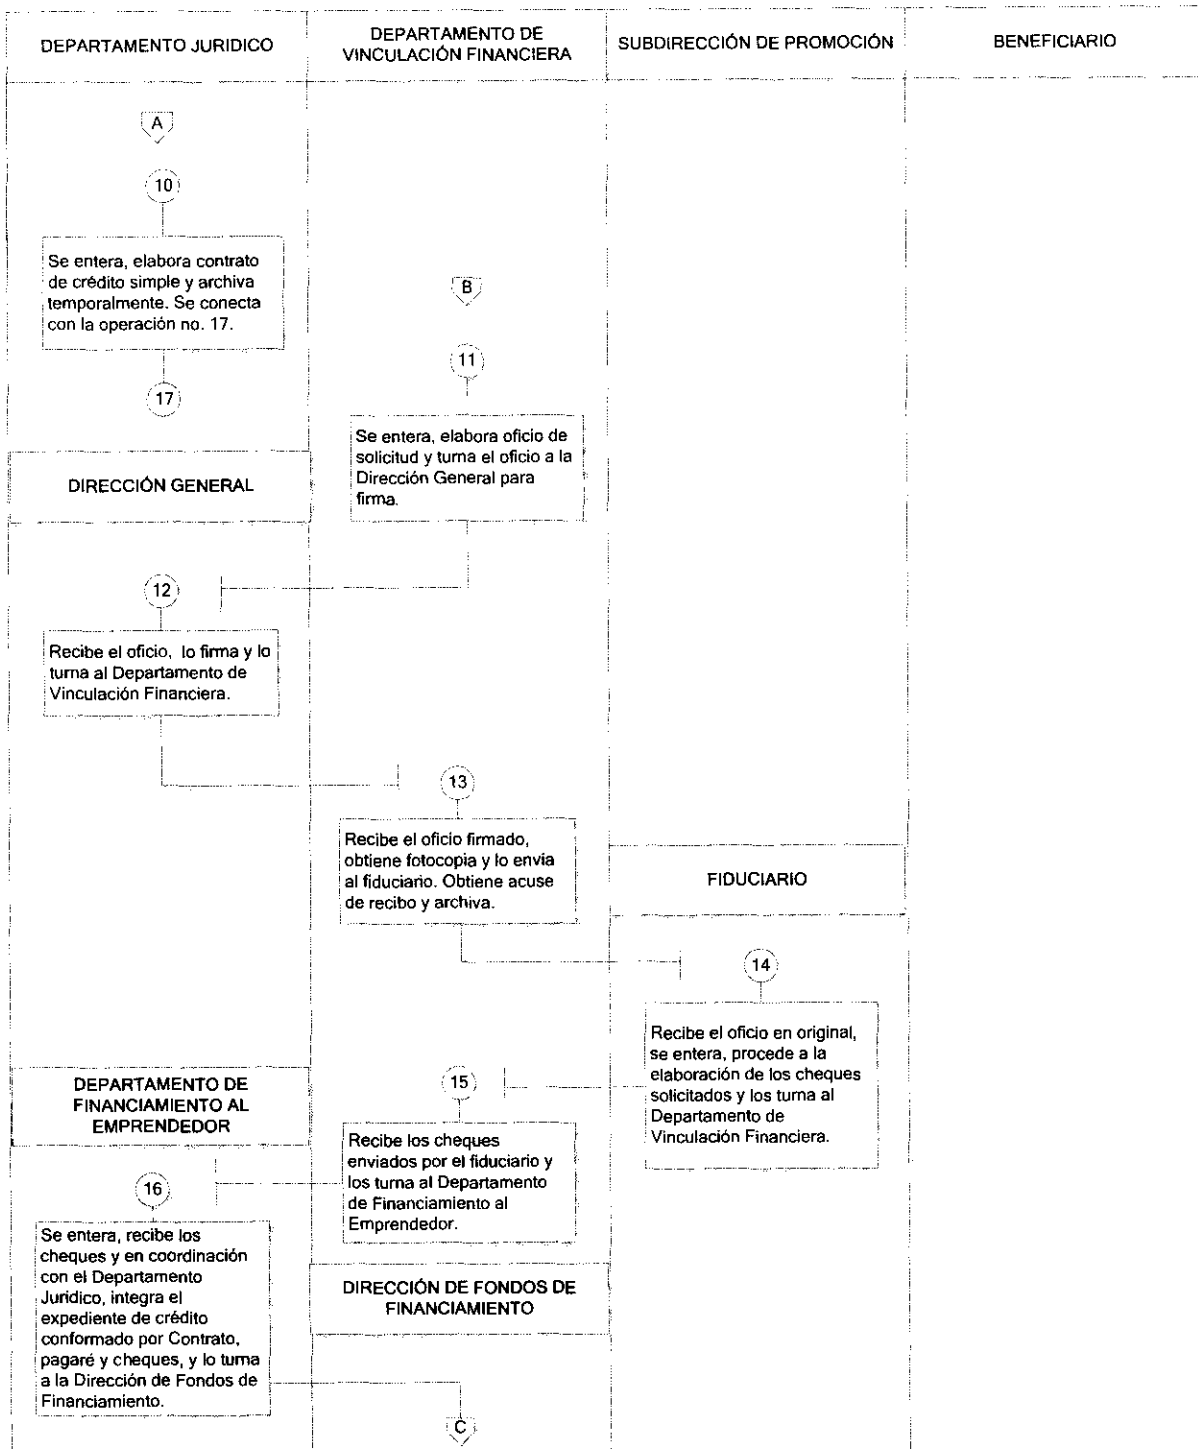 DEPARTAMENTO JURIDICO
DEPARTAMENTO DE
VINCULACIÓN FINANCIERA
SUBDIRECCIÓN DE PROMOCIÓN
BENEFICIARIO
A
10
Se entera, elabora contrato
de crédito simple y archiva
temporalmente. Se conecta
con la operación no. 17.
17
B
11
Se entera, elabora oficio de
solicitud y turna el oficio a la
Dirección General para
firma.
DIRECCIÓN GENERAL
12
Recibe el oficio, lo firma y lo
turna al Departamento de
Vinculación Financiera.
13
Recibe el oficio firmado,
obtiene fotocopia y lo envia
al fiduciario. Obtiene acuse
de recibo y archiva.
FIDUCIARIO
14
Recibe el oficio en original,
se entera, procede a la
elaboración de los cheques
solicitados y los turna al
Departamento de
Vinculación Financiera.
15
Recibe los cheques
enviados por el fiduciario y
los turna al Departamento
de Financiamiento al
Emprendedor.
DEPARTAMENTO DE
FINANCIAMIENTO AL
EMPRENDEDOR
16
Se entera, recibe los
cheques y en coordinación
con el Departamento
Juridico, integra el
expediente de crédito
conformado por Contrato,
pagaré y cheques, y lo turna
a la Dirección de Fondos de
Financiamiento.
DIRECCIÓN DE FONDOS DE
FINANCIAMIENTO
C